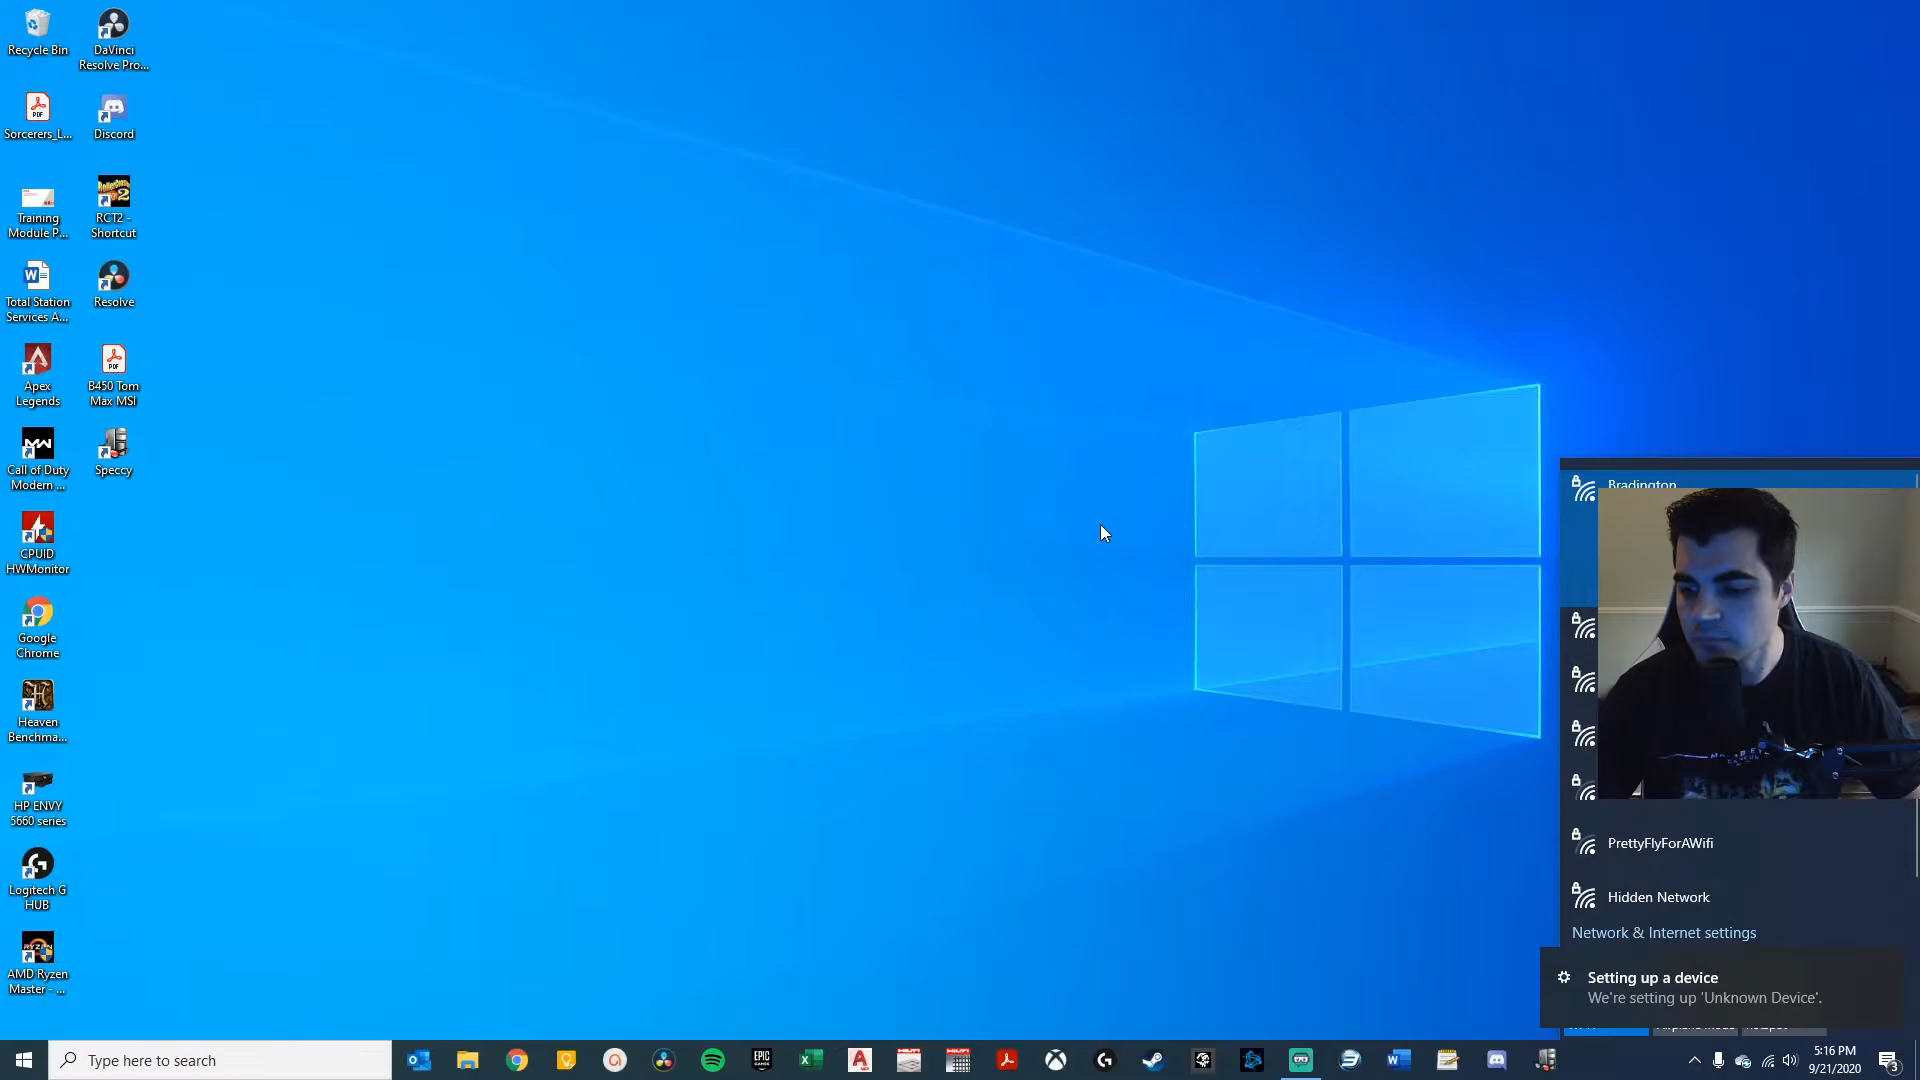 Recycle Bin
DaVinci
Resolve Pro...
Sorcerers_L...
Discord
Training
Module P...
RCT2 -
Shortcut
Total Station
Services A...
Resolve
Apex
Legends
B450 Tom
Max MSI
Call of Duty
Modern ...
Speccy
CPUID
HWMonitor
Google
Chrome
Heaven
Benchma...
HP ENVY
5660 series
Logitech G
HUB
AMD Ryzen
Master - ...
Bradington
PrettyFlyForAWifi
Hidden Network
Network & Internet settings
Setting up a device
We're setting up 'Unknown Device'.
Type here to search
EPIC
GAMES
5:16 PM
9/21/2020
3